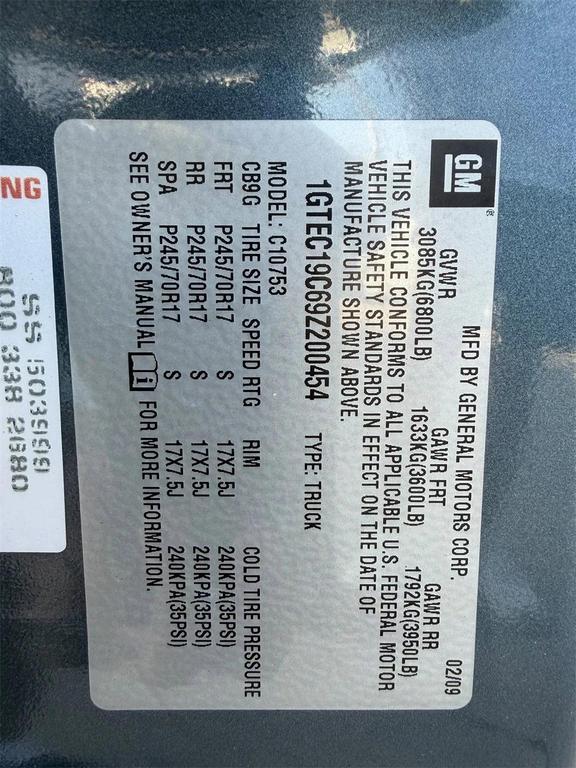 GM
®
MFD BY GENERAL MOTORS CORP. 02/09
GVWR GAWR FRT GAWR RR
3085KG(6800LB) 1633KG(3600LB) 1792KG(3950LB)
THIS VEHICLE CONFORMS TO ALL APPLICABLE U.S. FEDERAL MOTOR
VEHICLE SAFETY STANDARDS IN EFFECT ON THE DATE OF
MANUFACTURE SHOWN ABOVE.
1GTEC19C69Z200454 TYPE: TRUCK
MODEL: C10753
CB9G TIRE SIZE SPEED RTG RIM COLD TIRE PRESSURE
FRT P245/70R17 S 17X7.5J 240KPA(35PSI)
RR P245/70R17 S 17X7.5J 240KPA(35PSI)
SPA P245/70R17 S 17X7.5J 240KPA(35PSI)
SEE OWNER'S MANUAL i FOR MORE INFORMATION.
NG